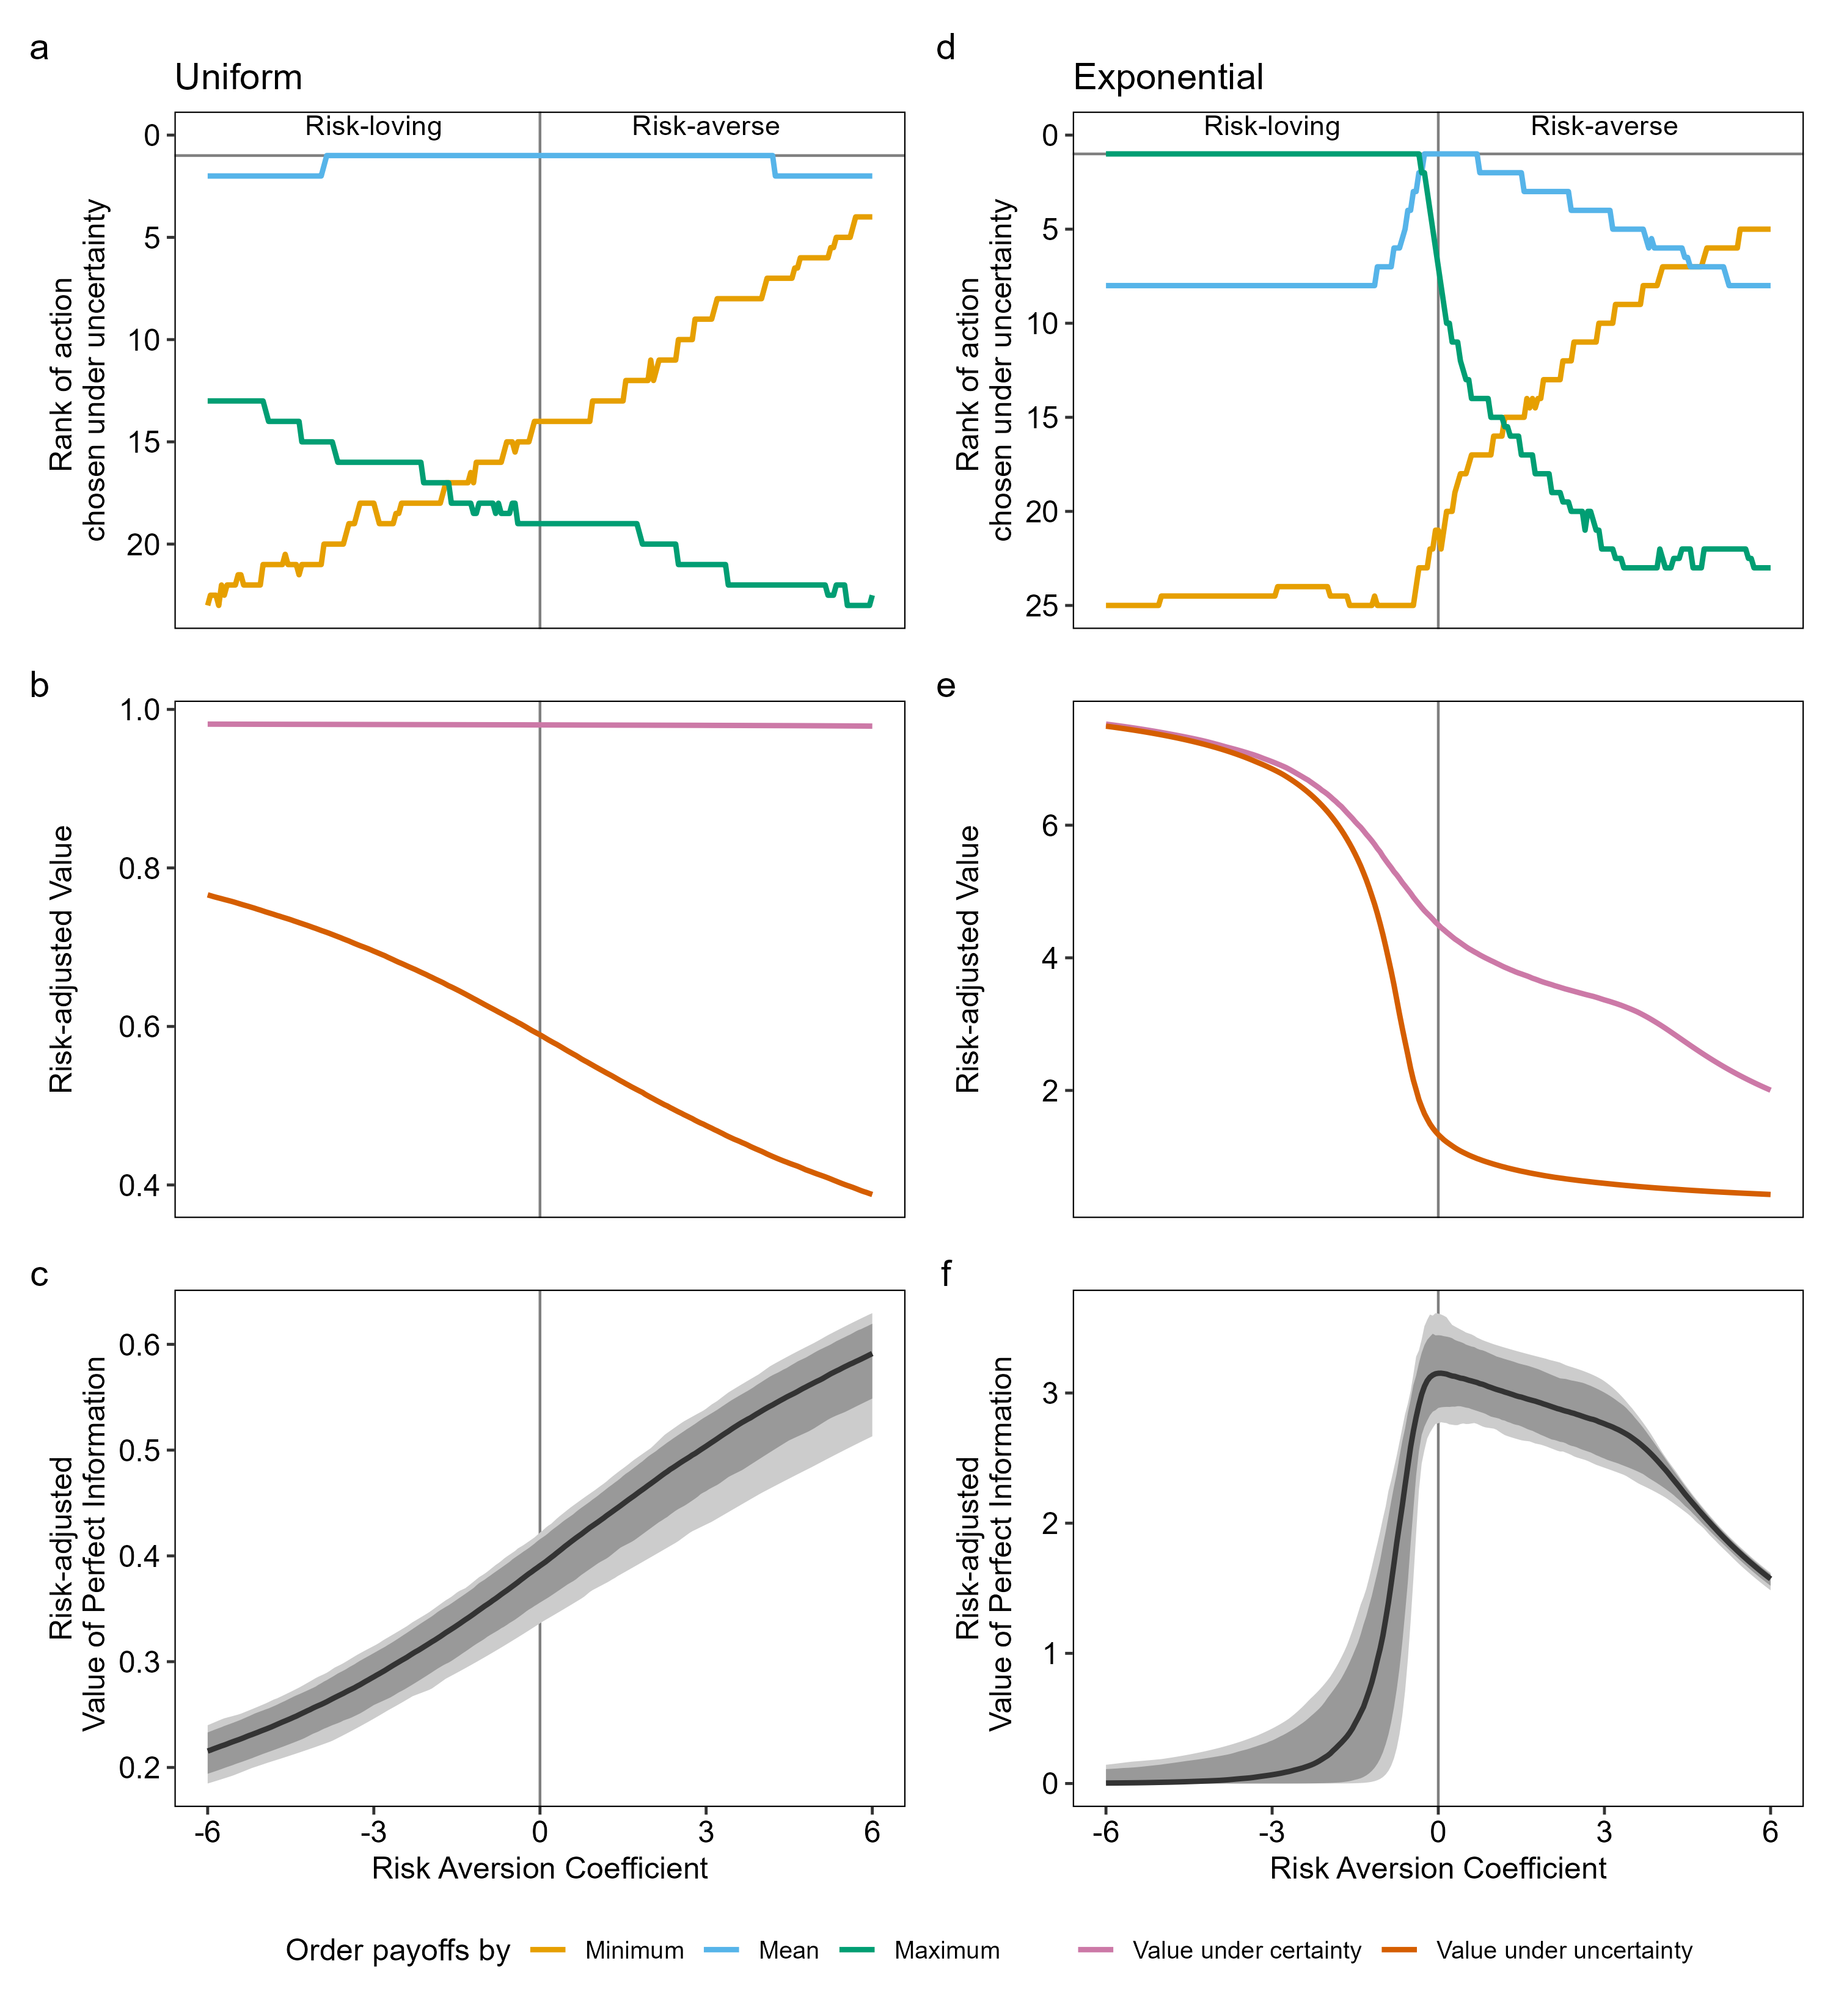 a
Uniform
Risk-loving
Risk-averse
0
5
10
15
20
Rank of action
chosen under uncertainty
d
Exponential
Risk-loving
Risk-averse
0
5
10
15
20
25
Rank of action
chosen under uncertainty
b
1.0
0.8
0.6
0.4
Risk-adjusted Value
e
6
4
2
Risk-adjusted Value
c
0.6
0.5
0.4
0.3
0.2
Risk-adjusted
Value of Perfect Information
-6 -3 0 3 6
Risk Aversion Coefficient
f
3
2
1
0
Risk-adjusted
Value of Perfect Information
-6 -3 0 3 6
Risk Aversion Coefficient
Order payoffs by Minimum Mean Maximum Value under certainty Value under uncertainty